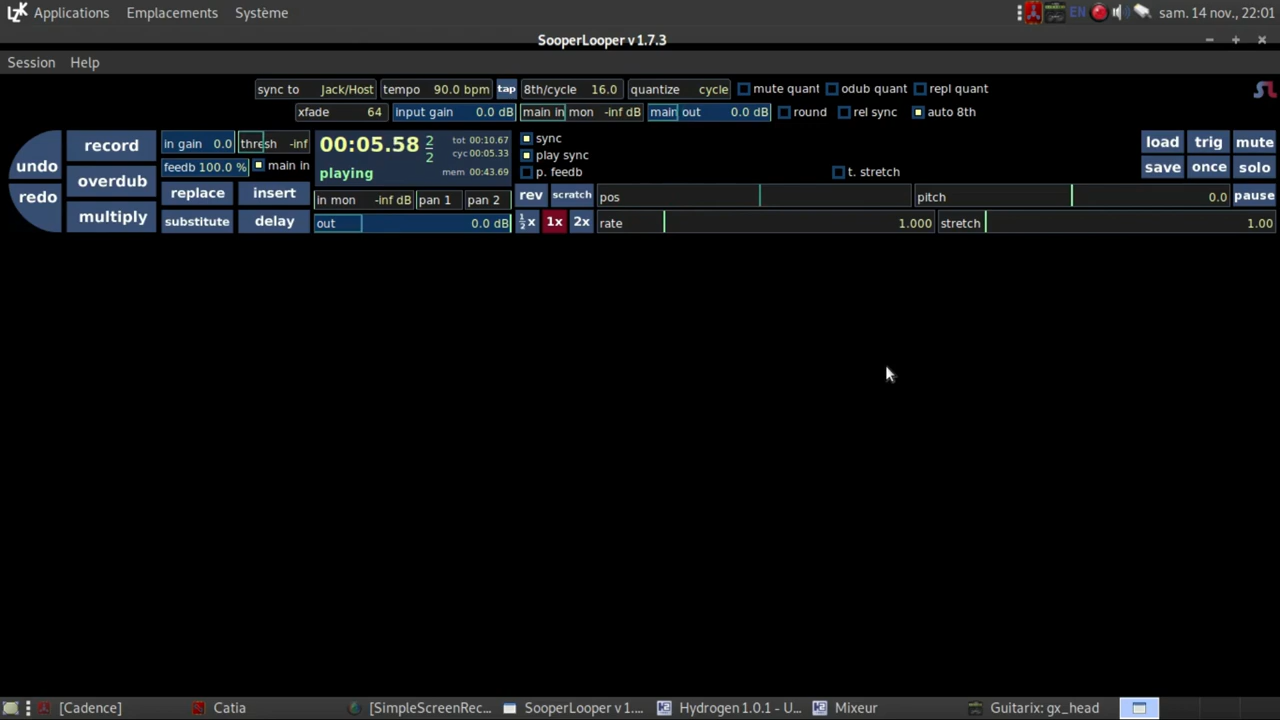 Applications Emplacements Système EN sam. 14 nov., 22:01
SooperLooper v 1.7.3
Session Help
sync to Jack/Host tempo 90.0 bpm tap 8th/cycle 16.0 quantize cycle mute quant odub quant repl quant
xfade 64 input gain 0.0 dB main in mon -inf dB main out 0.0 dB round rel sync auto 8th
undo
redo
record
overdub
multiply
in gain 0.0 thresh -inf
feedb 100.0 % main in
replace insert
substitute delay
00:05.58 2 2 tot 00:10.67
cyc 00:05.33
playing mem 00:43.69
in mon -inf dB pan 1 pan 2
out 0.0 dB
sync
play sync
p. feedb t. stretch
rev scratch pos pitch 0.0
½x 1x 2x rate 1.000 stretch 1.00
load trig mute
save once solo
pause
[Cadence] Catia [SimpleScreenRec... SooperLooper v 1.... Hydrogen 1.0.1 - U... Mixeur Guitarix: gx_head